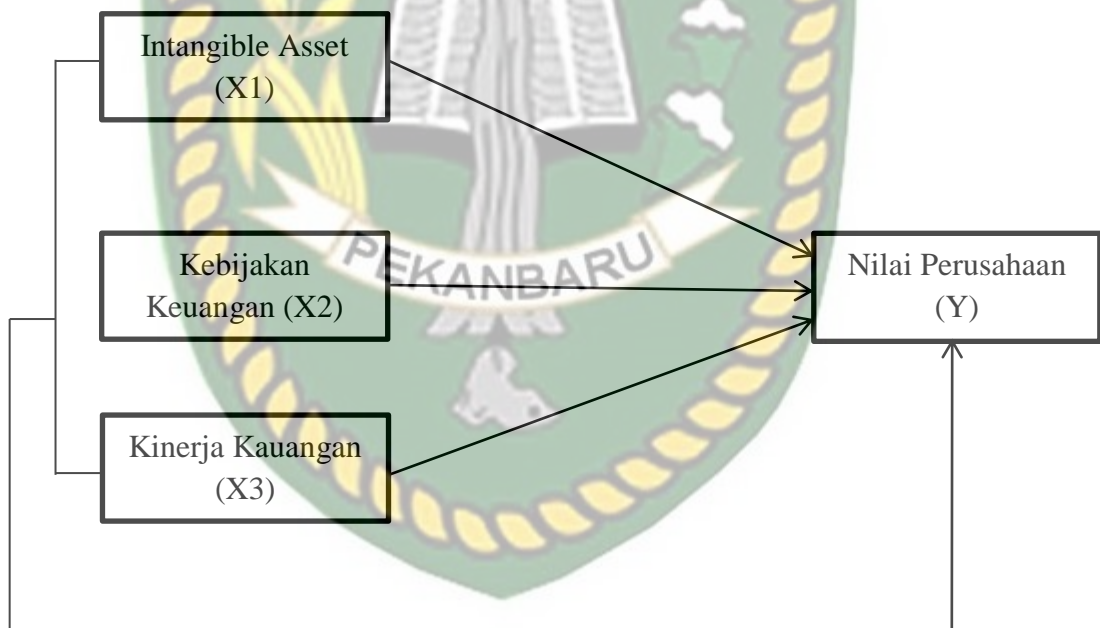 Intangible Asset
(X1)
PEKANBARU
Kebijakan
Keuangan (X2)
Nilai Perusahaan
(Y)
Kinerja Kauangan
(X3)